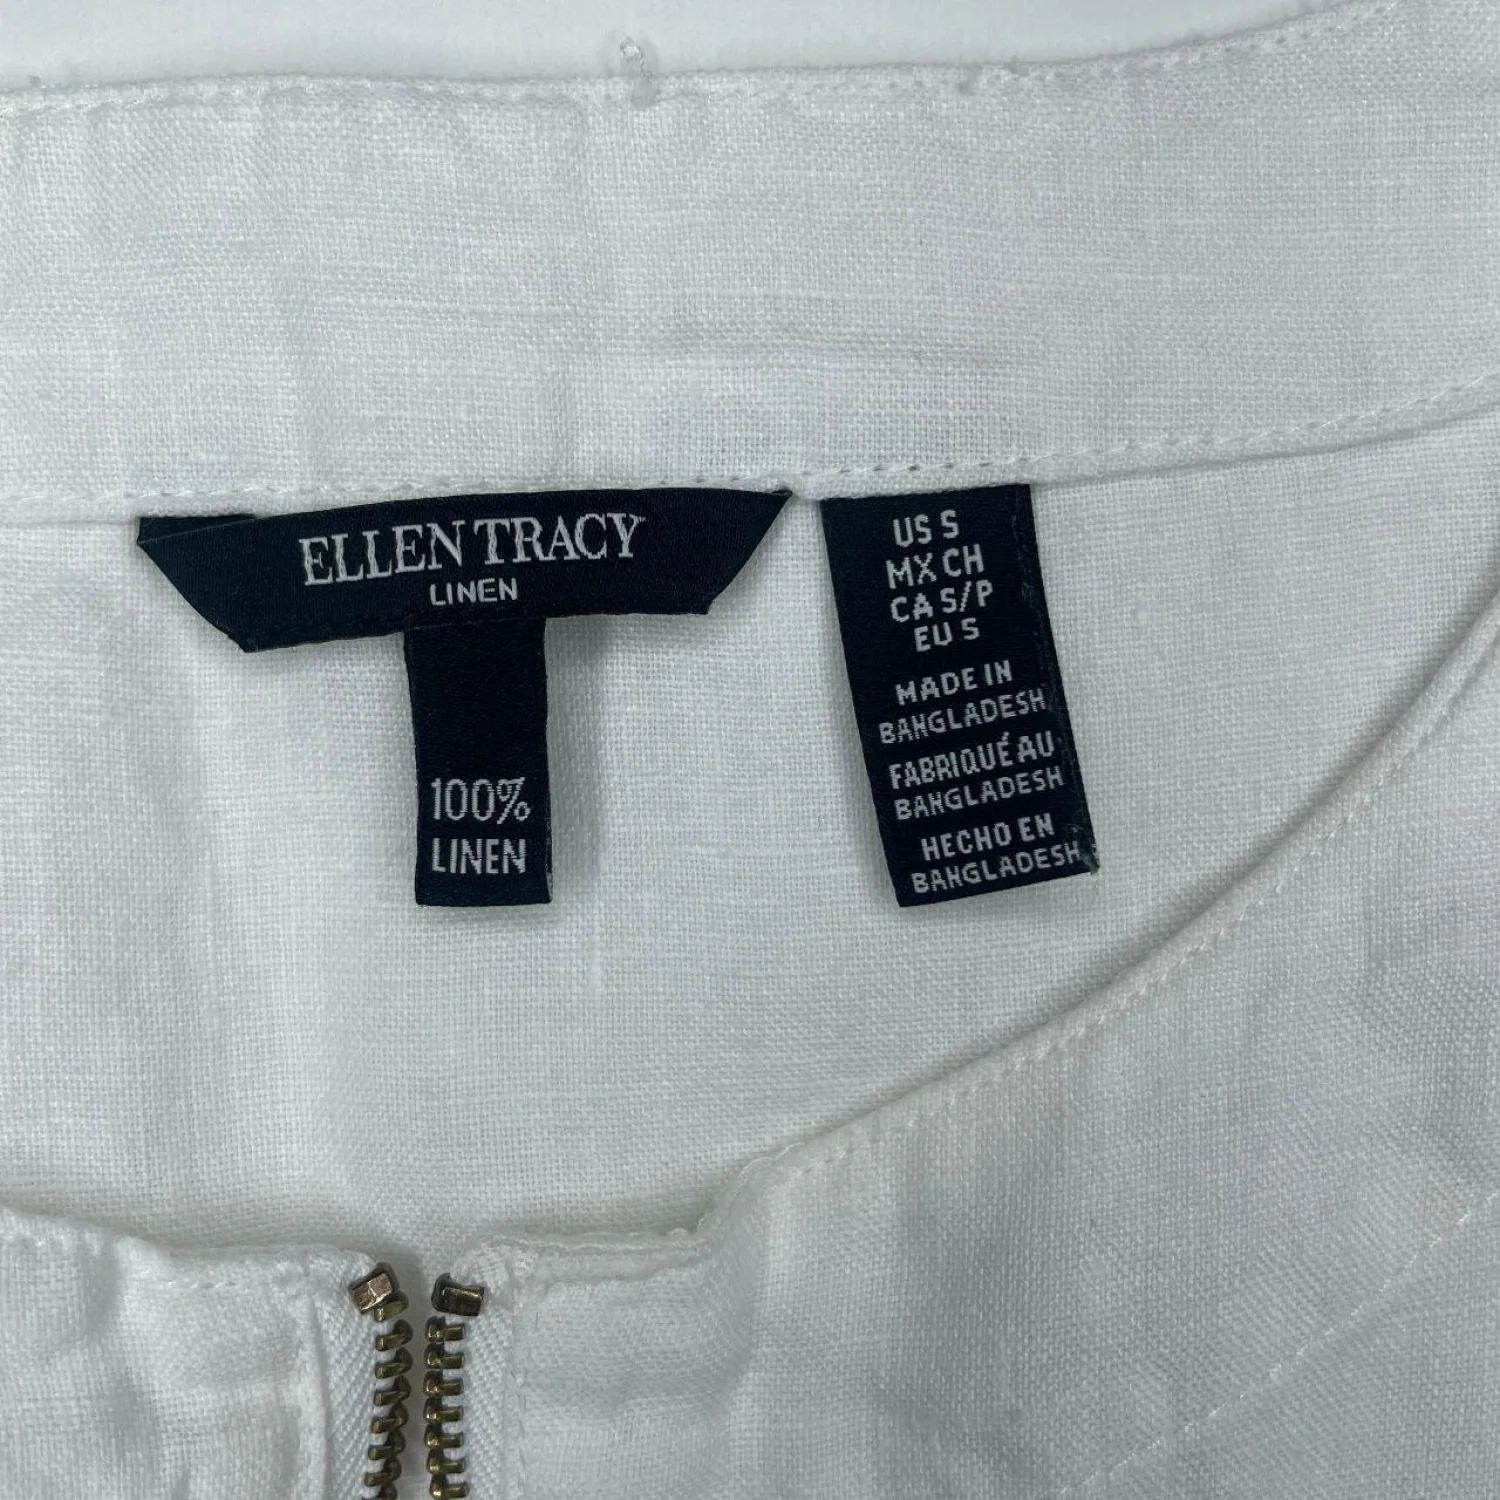 ELLEN TRACY
LINEN
100%
LINEN
US S
MX CH
CA S/P
EU S
MADE IN
BANGLADESH
FABRIQUÉ AU
BANGLADESH
HECHO EN
BANGLADESH